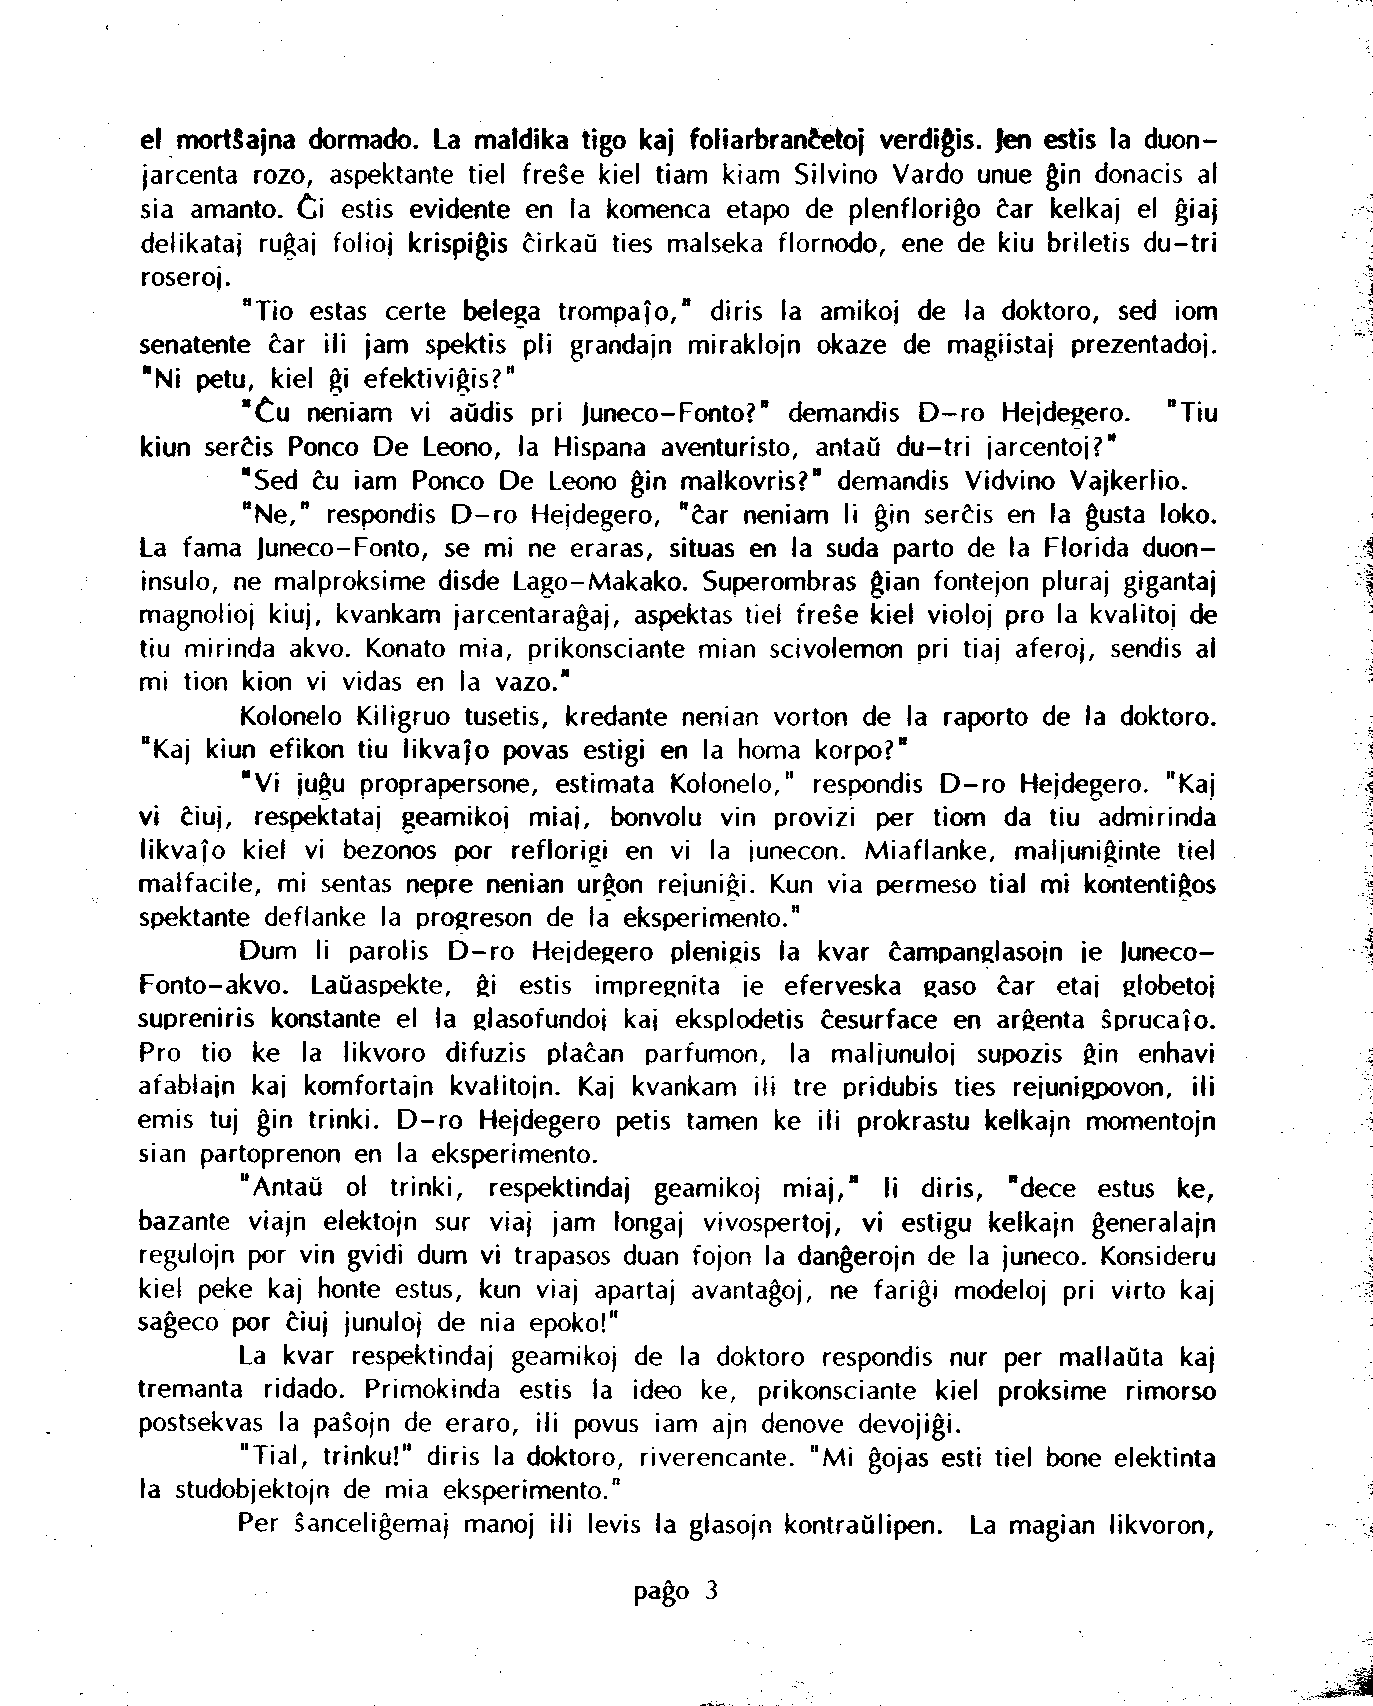 el mortŝajna dormado. La maldika tigo kaj foliarbranĉetoj verdiĝis. Jen estis la duon-
jarcenta rozo, aspektante tiel freŝe kiel tiam kiam Silvino Vardo unue ĝin donacis al
sia amanto. Ĝi estis evidente en la komenca etapo de plenfloriĝo ĉar kelkaj el ĝiaj
delikataj ruĝaj folioj krispiĝis ĉirkaŭ ties malseka flornodo, ene de kiu briletis du-tri
roseroj.
"Tio estas certe belega trompaĵo," diris la amikoj de la doktoro, sed iom
senatente ĉar ili jam spektis pli grandajn miraklojn okaze de magiistaj prezentadoj.
"Ni petu, kiel ĝi efektiviĝis?"
"Ĉu neniam vi aŭdis pri Juneco-Fonto?" demandis D-ro Hejdegero. "Tiu
kiun serĉis Ponco De Leono, la Hispana aventuristo, antaŭ du-tri jarcentoj?"
"Sed ĉu iam Ponco De Leono ĝin malkovris?" demandis Vidvino Vajkerlio.
"Ne," respondis D-ro Hejdegero, "ĉar neniam li ĝin serĉis en la ĝusta loko.
La fama Juneco-Fonto, se mi ne eraras, situas en la suda parto de la Florida duon-
insulo, ne malproksime disde Lago-Makako. Superombras ĝian fontejon pluraj gigantaj
magnolioj kiuj, kvankam jarcentaraĝaj, aspektas tiel freŝe kiel violoj pro la kvalitoj de
tiu mirinda akvo. Konato mia, prikonsciante mian scivolemon pri tiaj aferoj, sendis al
mi tion kion vi vidas en la vazo."
Kolonelo Kiligruo tusetis, kredante nenian vorton de la raporto de la doktoro.
"Kaj kiun efikon tiu likvaĵo povas estigi en la homa korpo?"
"Vi juĝu proprapersone, estimata Kolonelo," respondis D-ro Hejdegero. "Kaj
vi ĉiuj, respektataj geamikoj miaj, bonvolu vin provizi per tiom da tiu admirinda
likvaĵo kiel vi bezonos por reflorigi en vi la junecon. Miaflanke, maljuniĝinte tiel
malfacile, mi sentas nepre nenian urĝon rejuniĝi. Kun via permeso tial mi kontentiĝos
spektante deflanke la progreson de la eksperimento."
Dum li parolis D-ro Hejdegero plenigis la kvar ĉampanglasojn je Juneco-
Fonto-akvo. Laŭaspekte, ĝi estis impregnita je eferveska gaso ĉar etaj globetoj
supreniris konstante el la glasofundoj kaj eksplodetis ĉesurface en arĝenta ŝprucaĵo.
Pro tio ke la likvoro difuzis plaĉan parfumon, la maljunuloj supozis ĝin enhavi
afablajn kaj komfortajn kvalitojn. Kaj kvankam ili tre pridubis ties rejunigpovon, ili
emis tuj ĝin trinki. D-ro Hejdegero petis tamen ke ili prokrastu kelkajn momentojn
sian partoprenon en la eksperimento.
"Antaŭ ol trinki, respektindaj geamikoj miaj," li diris, "dece estus ke,
bazante viajn elektojn sur viaj jam longaj vivospertoj, vi estigu kelkajn ĝeneralajn
regulojn por vin gvidi dum vi trapasos duan fojon la danĝerojn de la juneco. Konsideru
kiel peke kaj honte estus, kun viaj apartaj avantaĝoj, ne fariĝi modeloj pri virto kaj
saĝeco por ĉiuj junuloj de nia epoko!"
La kvar respektindaj geamikoj de la doktoro respondis nur per mallaŭta kaj
tremanta ridado. Primokinda estis la ideo ke, prikonsciante kiel proksime rimorso
postsekvas la paŝojn de eraro, ili povus iam ajn denove devojiĝi.
"Tial, trinku!" diris la doktoro, riverencante. "Mi ĝojas esti tiel bone elektinta
la studobjektojn de mia eksperimento."
Per ŝanceliĝemaj manoj ili levis la glasojn kontraŭlipen. La magian likvoron,
paĝo 3